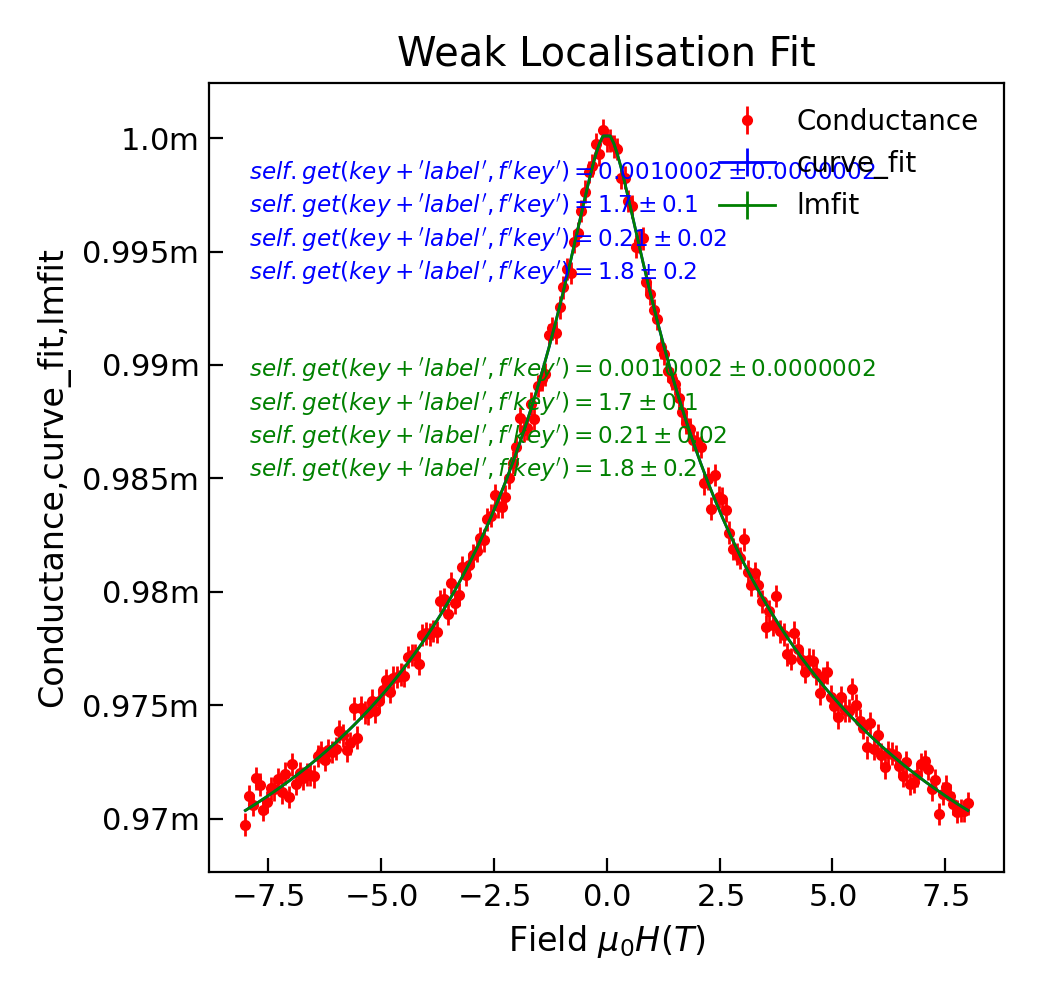 Weak Localisation Fit
Conductance
curve_fit
lmfit
self.get(key+'label',f'key')=0.0010002±0.0000002
self.get(key+'label',f'key')=1.7±0.1
self.get(key+'label',f'key')=0.21±0.02
self.get(key+'label',f'key')=1.8±0.2
self.get(key+'label',f'key')=0.0010002±0.0000002
self.get(key+'label',f'key')=1.7±0.1
self.get(key+'label',f'key')=0.21±0.02
self.get(key+'label',f'key')=1.8±0.2
Conductance,curve_fit,lmfit
1.0m
0.995m
0.99m
0.985m
0.98m
0.975m
0.97m
−7.5 −5.0 −2.5 0.0 2.5 5.0 7.5
Field μ₀H(T)